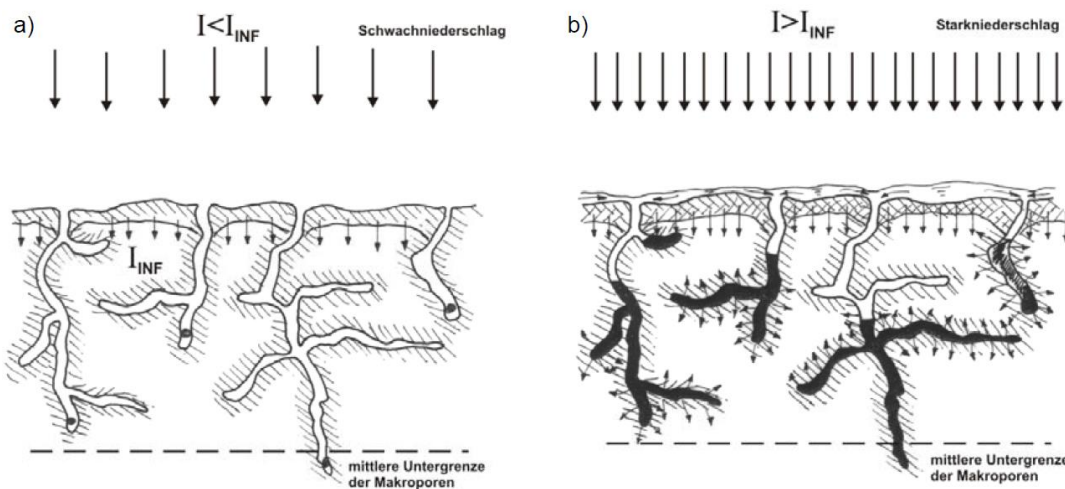 a)
I<I_INF
Schwachniederschlag
I_INF
mittlere Untergrenze
der Makroporen
b)
I>I_INF
Starkniederschlag
mittlere Untergrenze
der Makroporen